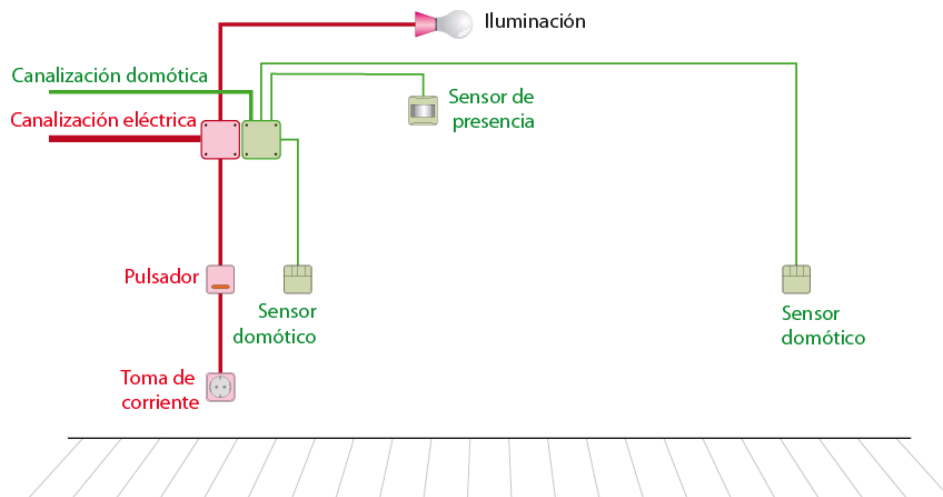 Iluminación
Canalización domótica
Canalización eléctrica
Sensor de
presencia
Pulsador
Sensor
domótico
Sensor
domótico
Toma de
corriente